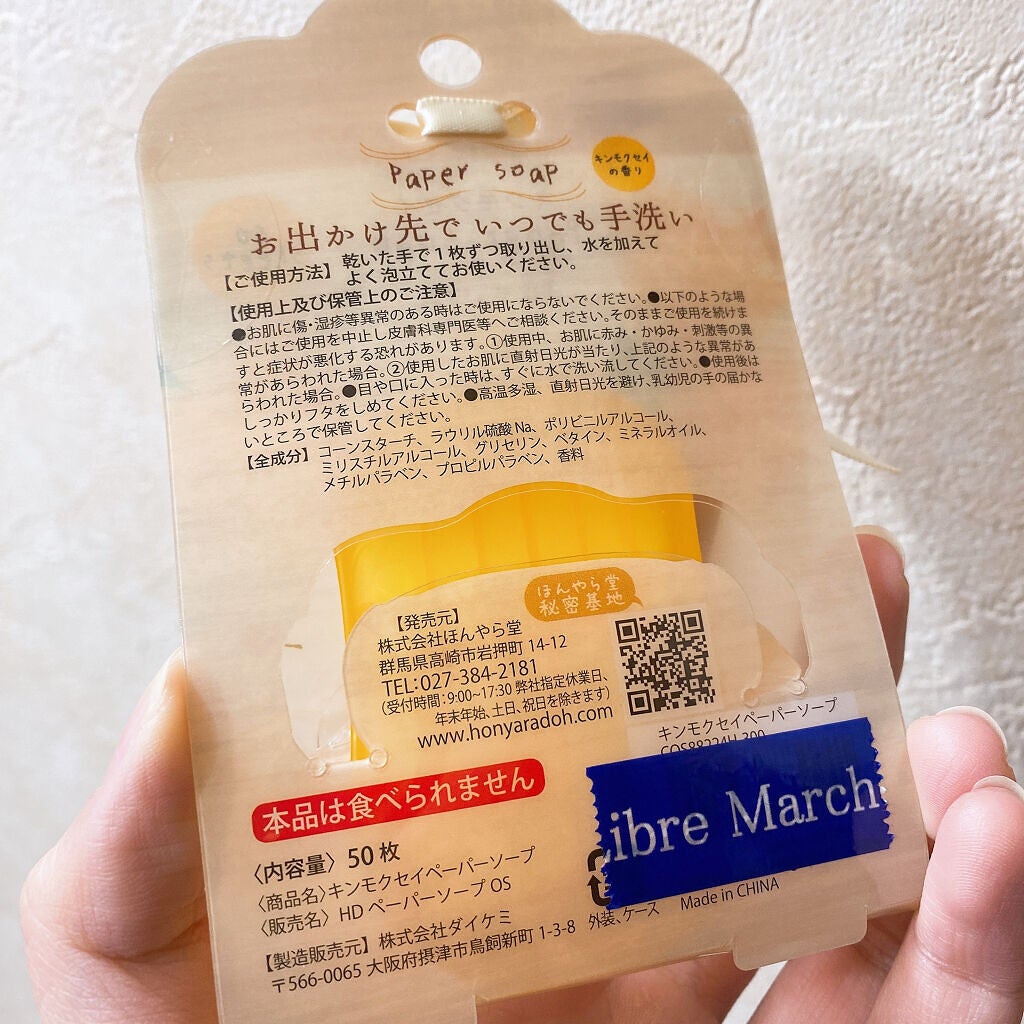 Paper soap
キンモクセイ
の香り
お出かけ先で いつでも手洗い
【ご使用方法】乾いた手で1枚ずつ取り出し、水を加えて
よく泡立ててお使いください。
【使用上及び保管上のご注意】
●お肌に傷・湿疹等異常のある時はご使用にならないでください。●以下のような場
合にはご使用を中止し皮膚科専門医等へご相談ください。そのままご使用を続けま
すと症状が悪化する恐れがあります。①使用中、お肌に赤み・かゆみ・刺激等の異
常があらわれた場合。②使用したお肌に直射日光が当たり、上記のような異常があ
らわれた場合。●目や口に入った時は、すぐに水で洗い流してください。●使用後は
しっかりフタをしめてください。●高温多湿、直射日光を避け、乳幼児の手の届かな
いところで保管してください。
【全成分】コーンスターチ、ラウリル硫酸Na、ポリビニルアルコール、
ミリスチルアルコール、グリセリン、ベタイン、ミネラルオイル、
メチルパラベン、プロピルパラベン、香料
ほんやら堂
秘密基地
【発売元】
株式会社ほんやら堂
群馬県高崎市岩押町 14-12
TEL:027-384-2181
(受付時間:9:00~17:30 弊社指定休業日、
年末年始、土日、祝日を除きます)
www.honyaradoh.com
キンモクセイペーパーソープ
ibre March
本品は食べられません
〈内容量〉50枚
〈商品名〉キンモクセイペーパーソープ
〈販売名〉HDペーパーソープOS
外装、ケース
Made in CHINA
【製造販売元】株式会社ダイケミ
〒566-0065 大阪府摂津市鳥飼新町 1-3-8